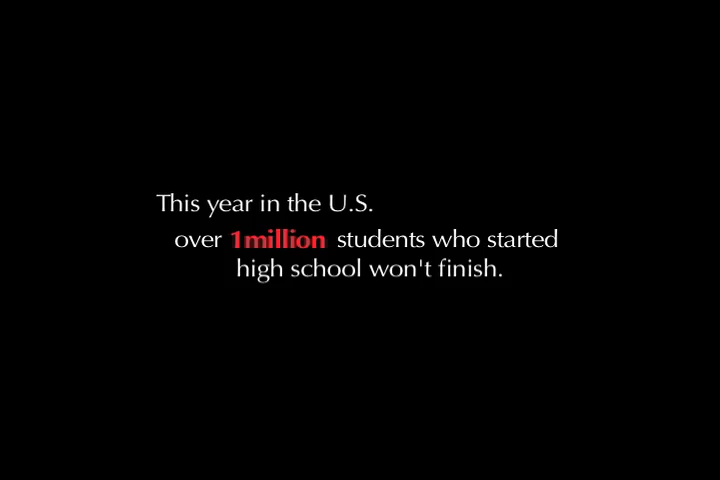 This year in the U.S.
over 1million students who started
high school won't finish.